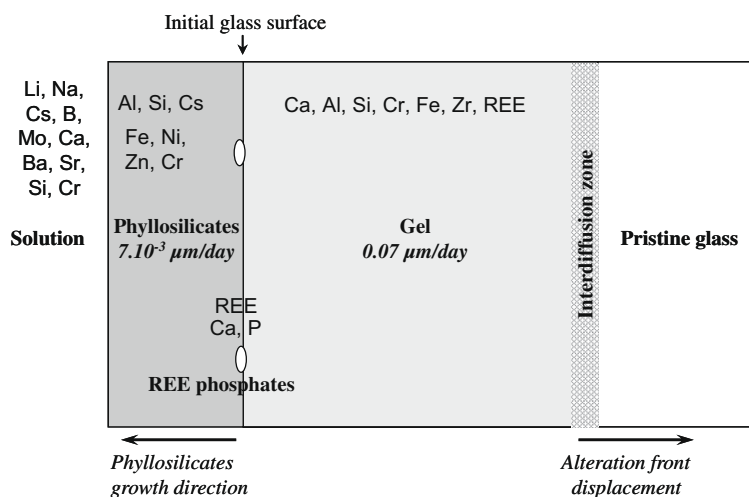 Initial glass surface
Li, Na,
Cs, B,
Mo, Ca,
Ba, Sr,
Si, Cr
Solution
Al, Si, Cs
Fe, Ni,
Zn, Cr
Phyllosilicates
7.10⁻³ µm/day
REE
Ca, P
REE phosphates
Ca, Al, Si, Cr, Fe, Zr, REE
Gel
0.07 µm/day
Interdiffusion zone
Pristine glass
Phyllosilicates
growth direction
Alteration front
displacement